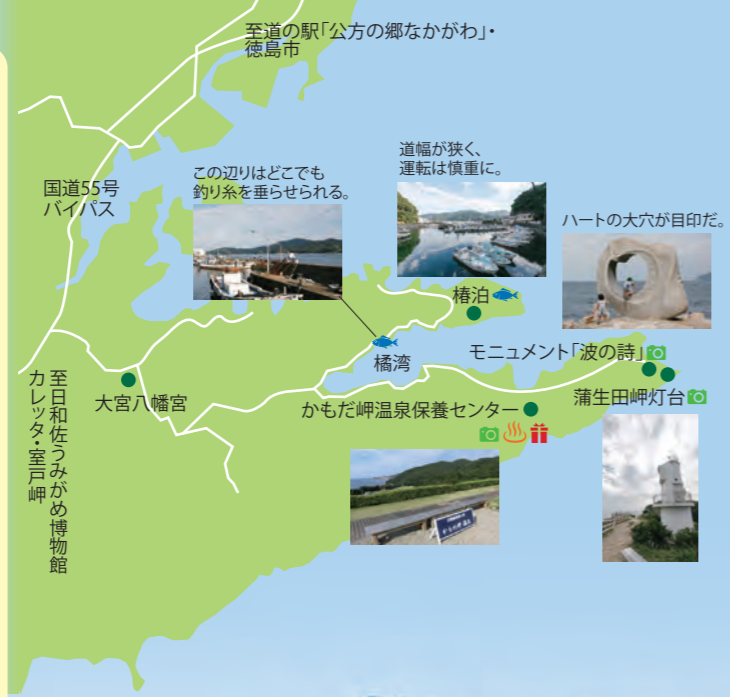 至道の駅「公方の郷なかがわ」・
徳島市
国道55号
バイパス
この辺りはどこでも
釣り糸を垂らせられる。
道幅が狭く、
運転は慎重に。
ハートの大穴が目印だ。
椿泊
橘湾
モニュメント「波の詩」
蒲生田岬灯台
大宮八幡宮
かもだ岬温泉保養センター
至日和佐うみがめ博物館
カレッタ・室戸岬